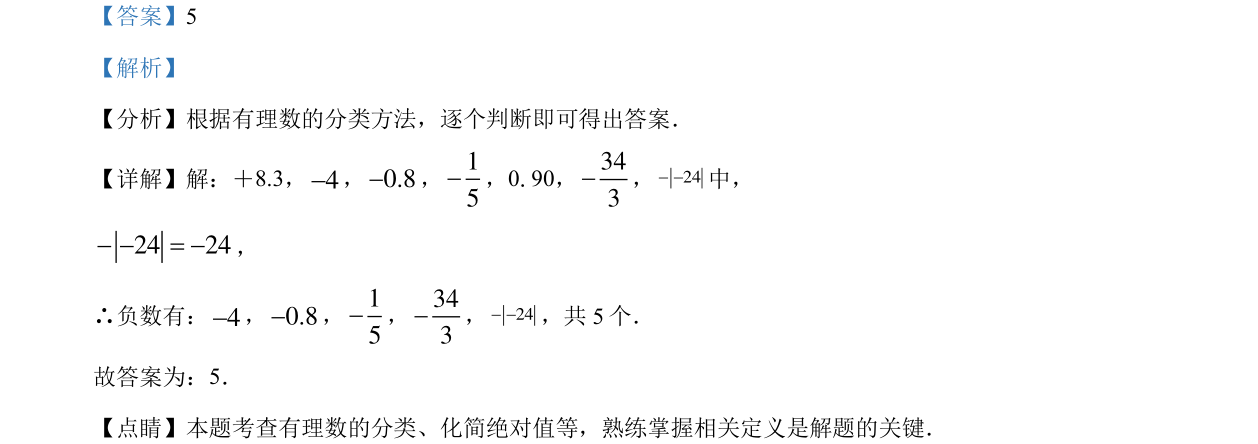 【答案】5
【解析】
【分析】根据有理数的分类方法，逐个判断即可得出答案．
【详解】解：＋8.3，−4，−0.8，−1/5，0.90，−34/3，−|−24|中，
−|−24|=−24，
∴负数有：−4，−0.8，−1/5，−34/3，−|−24|，共5个．
故答案为：5．
【点睛】本题考查有理数的分类、化简绝对值等，熟练掌握相关定义是解题的关键．